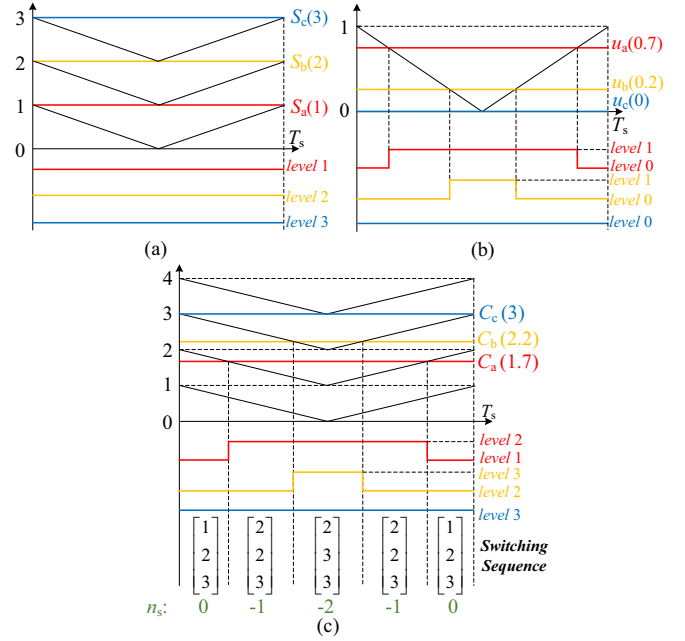 3
S_c(3)
2
S_b(2)
1
S_a(1)
0
T_s
level 1
level 2
level 3
(a)
1
u_a(0.7)
u_b(0.2)
0
u_c(0)
T_s
level 1
level 0
level 1
level 0
level 0
(b)
4
3
C_c(3)
C_b(2.2)
2
C_a(1.7)
1
T_s
0
level 2
level 1
level 3
level 2
level 3
1 2 2 2 1
2 2 3 2 2
3 3 3 3 3
Switching
Sequence
n_s: 0 -1 -2 -1 0
(c)